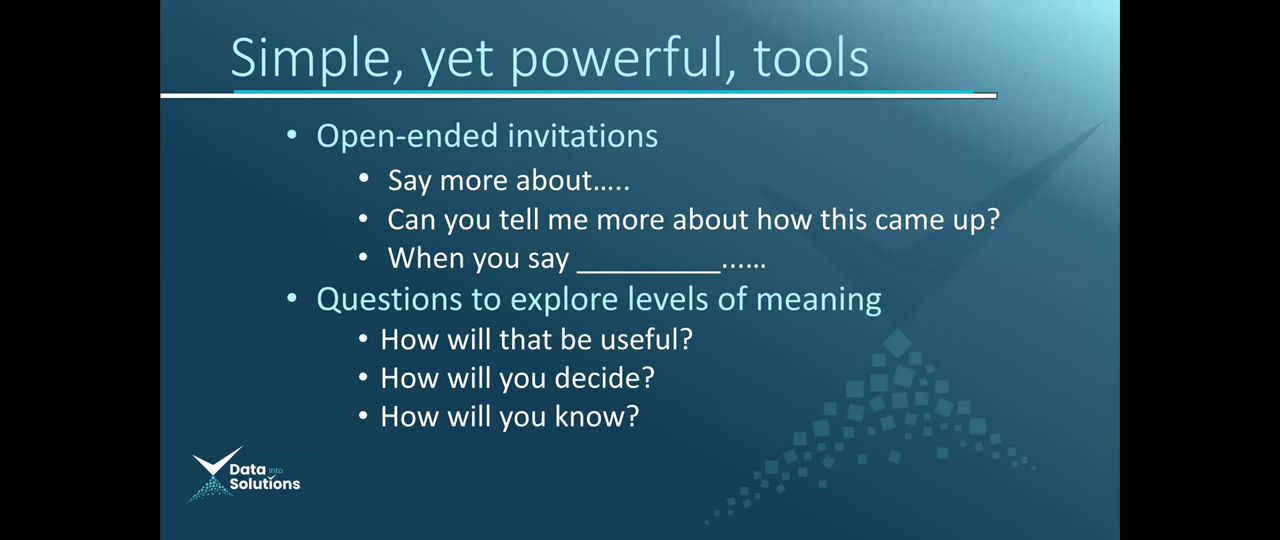 Simple, yet powerful, tools
• Open-ended invitations
• Say more about.....
• Can you tell me more about how this came up?
• When you say _________......
• Questions to explore levels of meaning
• How will that be useful?
• How will you decide?
• How will you know?
Data Into
Solutions